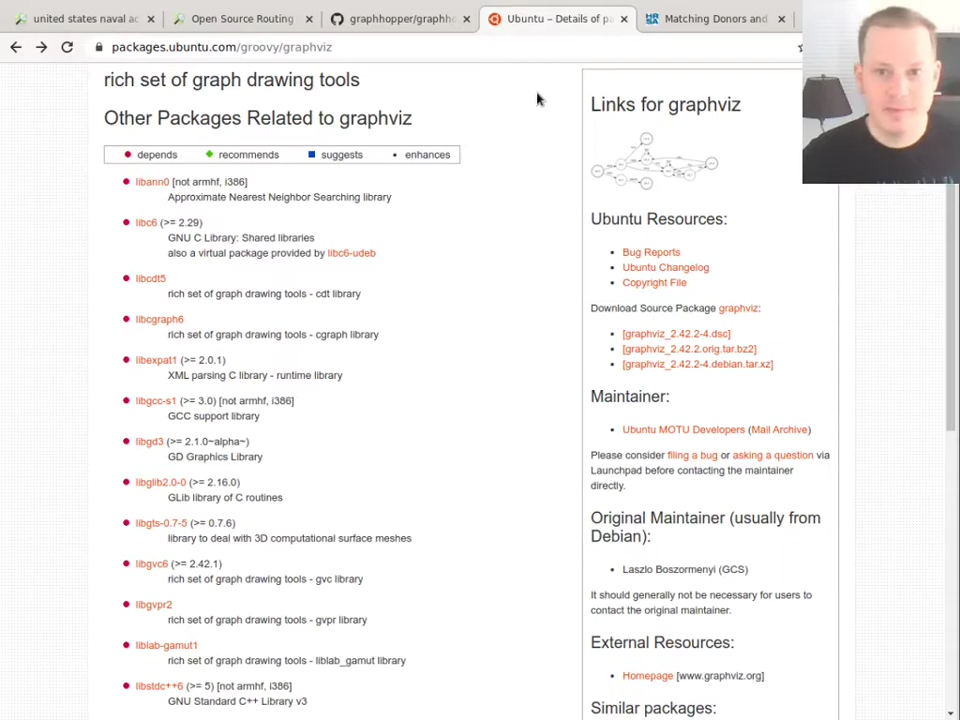 united states naval ac
Open Source Routing
graphhopper/graphh
Ubuntu – Details of pa
Matching Donors and
packages.ubuntu.com/groovy/graphviz
rich set of graph drawing tools
Other Packages Related to graphviz
depends
recommends
suggests
enhances
libann0 [not armhf, i386]
Approximate Nearest Neighbor Searching library
libc6 (>= 2.29)
GNU C Library: Shared libraries
also a virtual package provided by libc6-udeb
libcdt5
rich set of graph drawing tools - cdt library
libcgraph6
rich set of graph drawing tools - cgraph library
libexpat1 (>= 2.0.1)
XML parsing C library - runtime library
libgcc-s1 (>= 3.0) [not armhf, i386]
GCC support library
libgd3 (>= 2.1.0~alpha~)
GD Graphics Library
libglib2.0-0 (>= 2.16.0)
GLib library of C routines
libgts-0.7-5 (>= 0.7.6)
library to deal with 3D computational surface meshes
libgvc6 (>= 2.42.1)
rich set of graph drawing tools - gvc library
libgvpr2
rich set of graph drawing tools - gvpr library
liblab-gamut1
rich set of graph drawing tools - liblab_gamut library
libstdc++6 (>= 5) [not armhf, i386]
GNU Standard C++ Library v3
Links for graphviz
Ubuntu Resources:
Bug Reports
Ubuntu Changelog
Copyright File
Download Source Package graphviz:
[graphviz_2.42.2-4.dsc]
[graphviz_2.42.2.orig.tar.bz2]
[graphviz_2.42.2-4.debian.tar.xz]
Maintainer:
Ubuntu MOTU Developers (Mail Archive)
Please consider filing a bug or asking a question via
Launchpad before contacting the maintainer
directly.
Original Maintainer (usually from
Debian):
Laszlo Boszormenyi (GCS)
It should generally not be necessary for users to
contact the original maintainer.
External Resources:
Homepage [www.graphviz.org]
Similar packages: